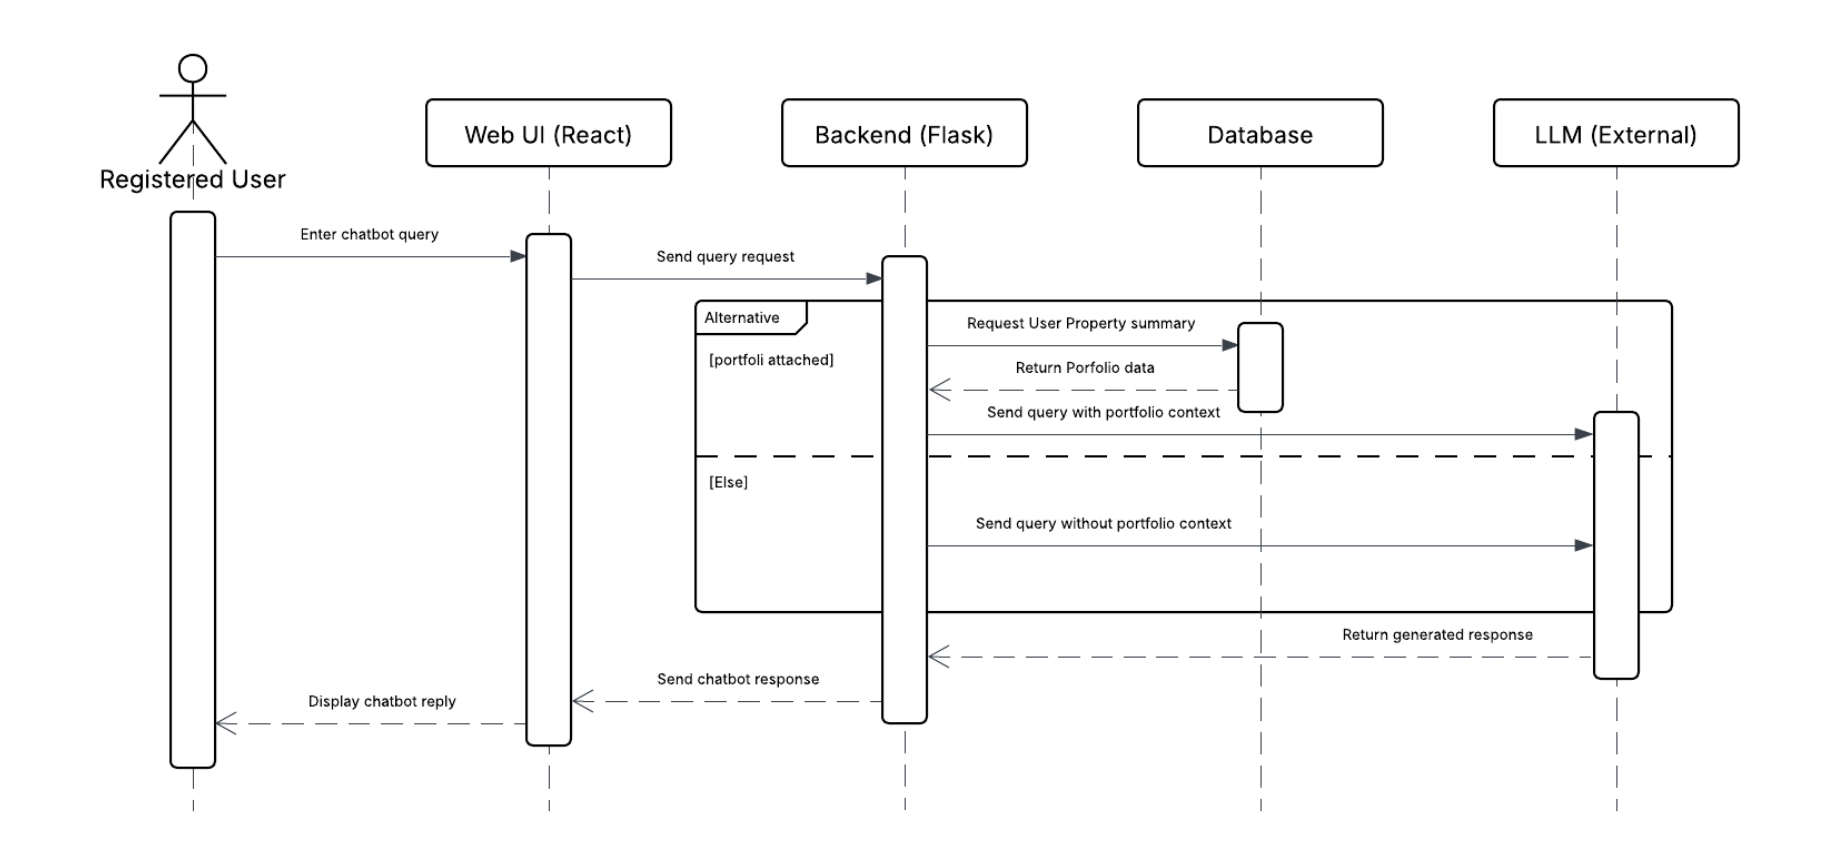 Registered User
Web UI (React)
Backend (Flask)
Database
LLM (External)
Enter chatbot query
Send query request
Alternative
Request User Property summary
[portfoli attached]
Return Porfolio data
Send query with portfolio context
[Else]
Send query without portfolio context
Return generated response
Send chatbot response
Display chatbot reply